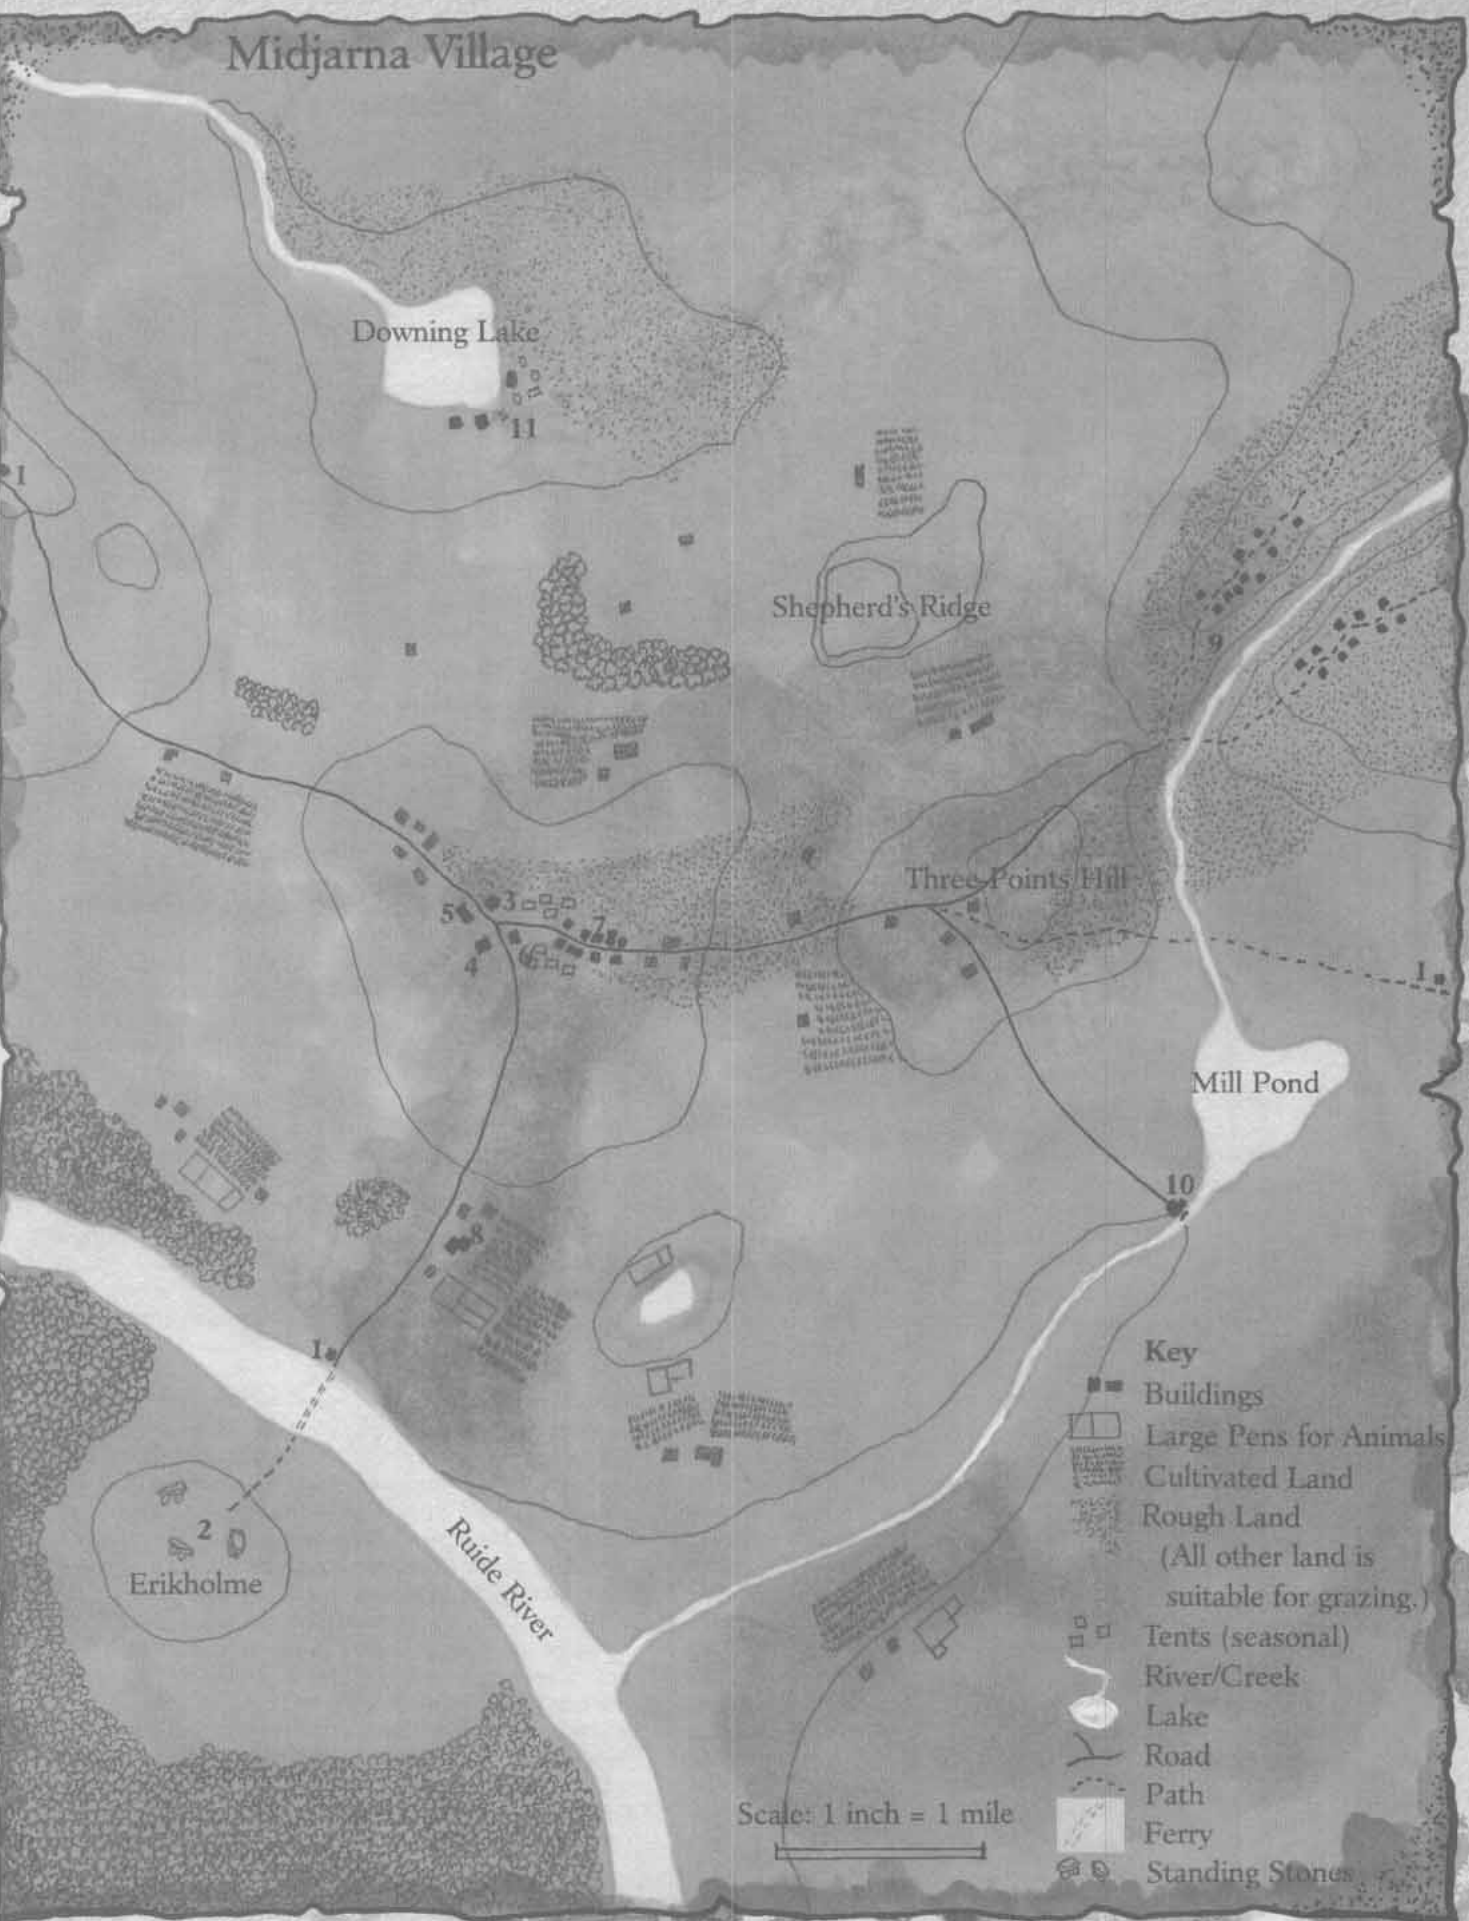 Midjarna Village
Downing Lake
11
1
Shepherd's Ridge
9
Three-Points Hill
3
5
7
6
4
1
Mill Pond
10
8
1
2
Erikholme
Ruide River
Key
Buildings
Large Pens for Animals
Cultivated Land
Rough Land
(All other land is
suitable for grazing.)
Tents (seasonal)
River/Creek
Lake
Road
Path
Ferry
Standing Stones
Scale: 1 inch = 1 mile